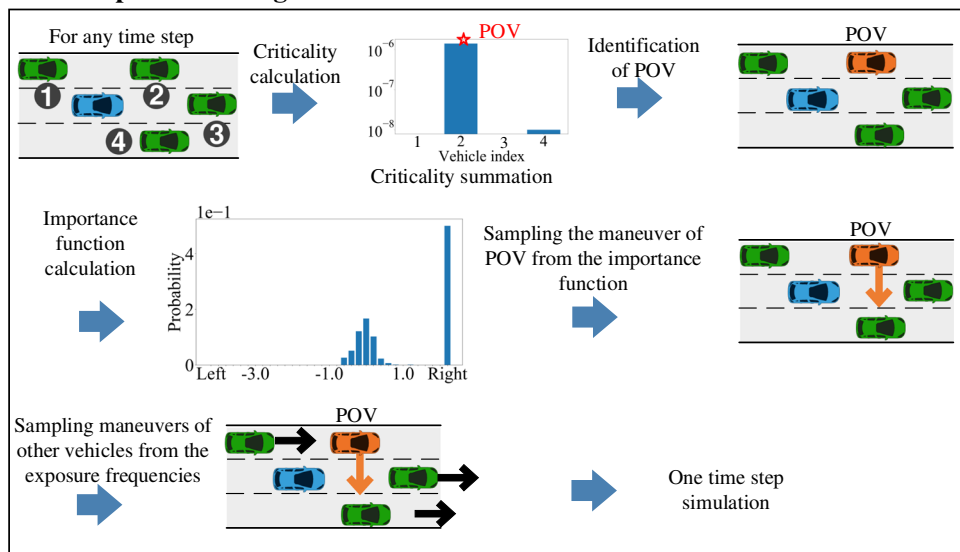 For any time step
1
2
3
4
Criticality
calculation
POV
10⁻⁶
10⁻⁷
10⁻⁸
1 2 3 4
Vehicle index
Criticality summation
Identification
of POV
POV
Importance
function
calculation
1e−1
Probability
4
2
0
Left -3.0 -1.0 1.0 Right
Sampling the maneuver of
POV from the importance
function
POV
Sampling maneuvers of
other vehicles from the
exposure frequencies
POV
One time step
simulation